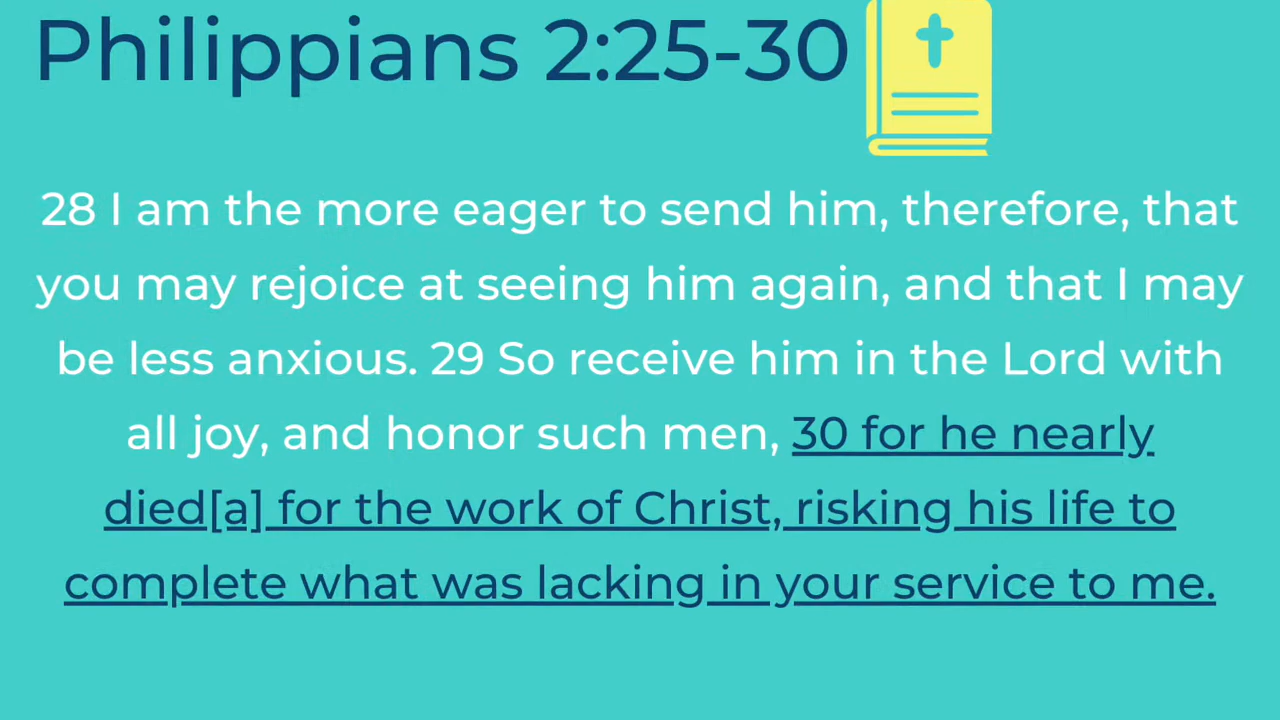 Philippians 2:25-30
28 I am the more eager to send him, therefore, that
you may rejoice at seeing him again, and that I may
be less anxious. 29 So receive him in the Lord with
all joy, and honor such men, 30 for he nearly
died[a] for the work of Christ, risking his life to
complete what was lacking in your service to me.